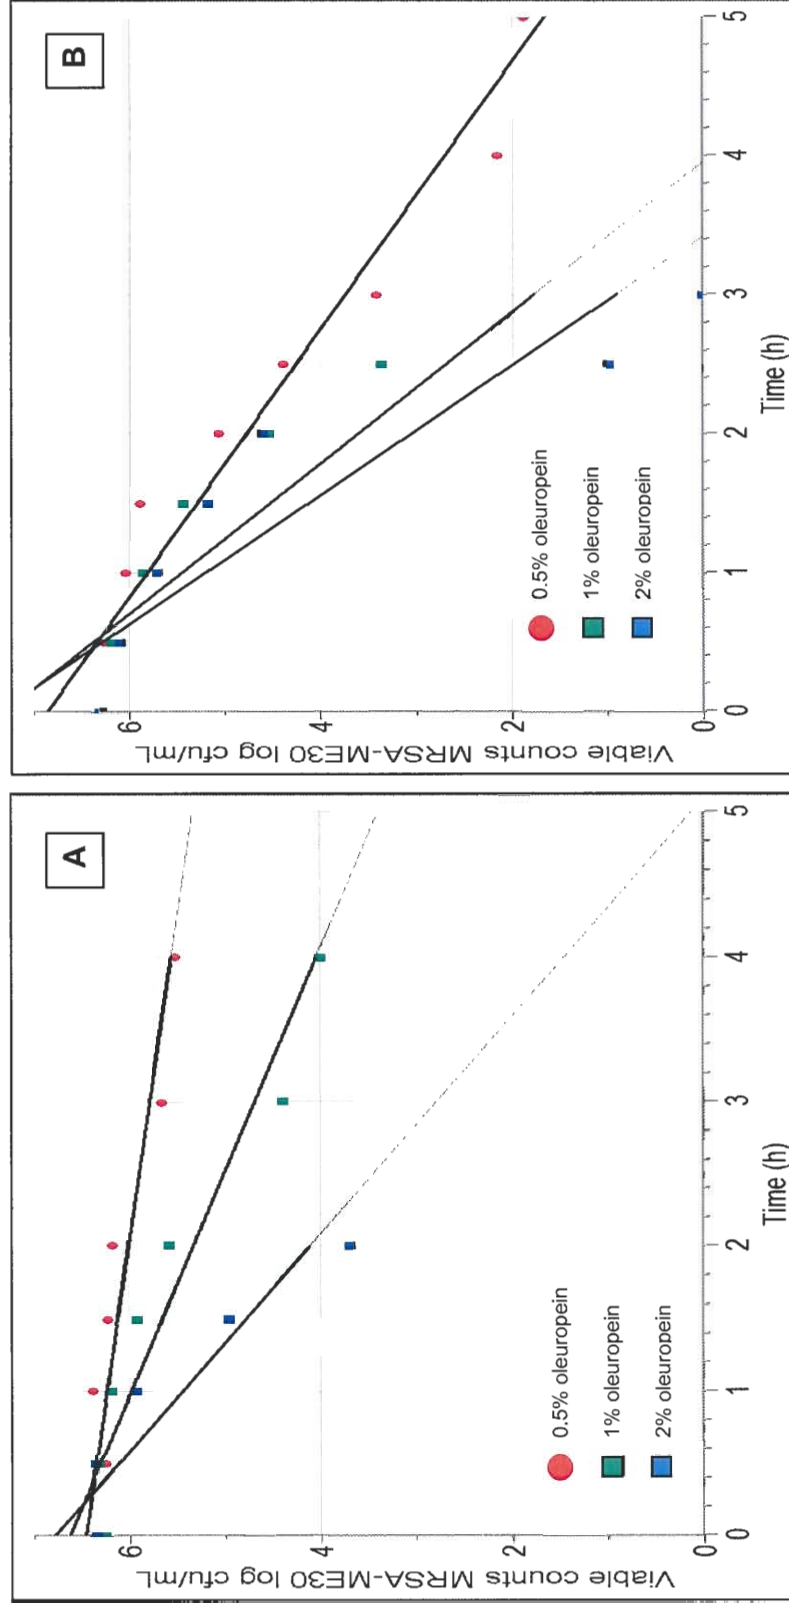 A
Viable counts MRSA-ME30 log cfu/mL
6
4
2
0
0
1
2
3
4
5
Time (h)
0.5% oleuropein
1% oleuropein
2% oleuropein
B
Viable counts MRSA-ME30 log cfu/mL
6
4
2
0
0
1
2
3
4
5
Time (h)
0.5% oleuropein
1% oleuropein
2% oleuropein